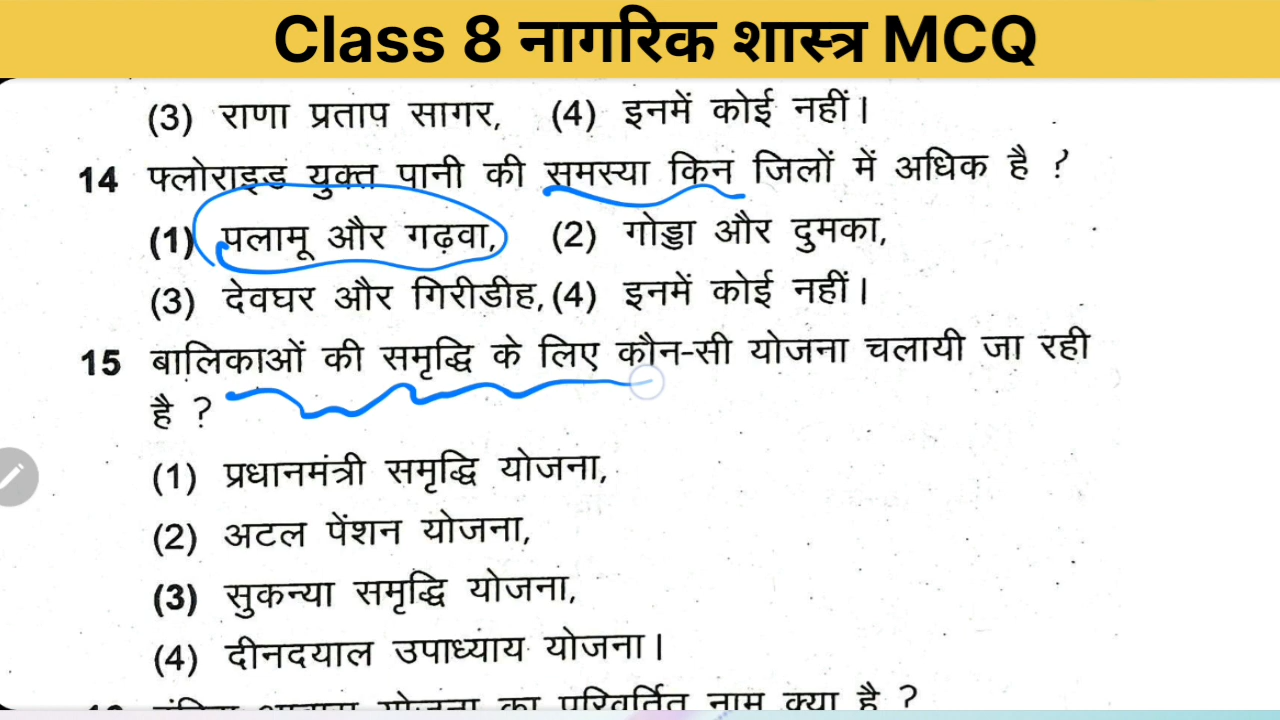 Class 8 नागरिक शास्त्र MCQ
(3) राणा प्रताप सागर, (4) इनमें कोई नहीं।
14 फ्लोराइड युक्त पानी की समस्या किन जिलों में अधिक है ?
(1) पलामू और गढ़वा, (2) गोड्डा और दुमका,
(3) देवघर और गिरीडीह, (4) इनमें कोई नहीं।
15 बालिकाओं की समृद्धि के लिए कौन-सी योजना चलायी जा रही
है ?
(1) प्रधानमंत्री समृद्धि योजना,
(2) अटल पेंशन योजना,
(3) सुकन्या समृद्धि योजना,
(4) दीनदयाल उपाध्याय योजना।
योजना का परिवर्तित नाम क्या है ?